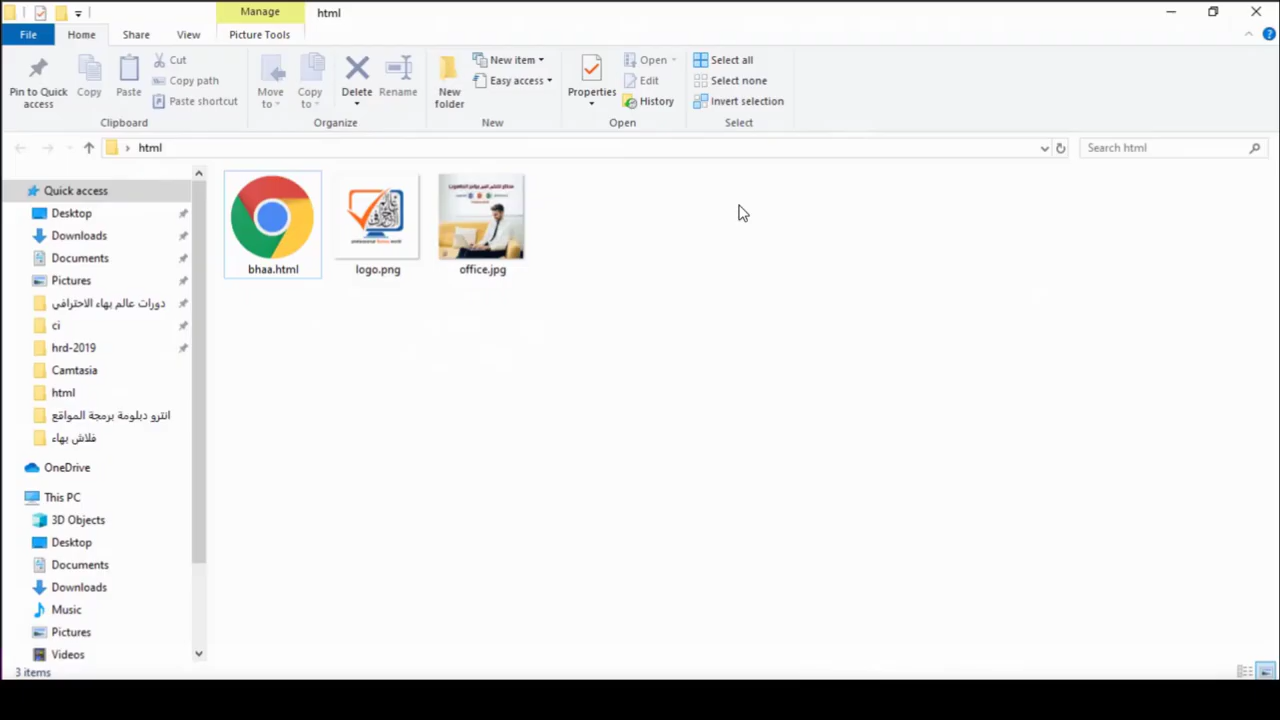 Manage
html
File
Home
Share
View
Picture Tools
Pin to Quick access
Copy
Paste
Cut
Copy path
Paste shortcut
Clipboard
Move to
Copy to
Delete
Rename
Organize
New folder
New item
Easy access
New
Properties
Open
Edit
History
Open
Select all
Select none
Invert selection
Select
html
Search html
Quick access
Desktop
Downloads
Documents
Pictures
دورات عالم بهاء الاحترافي
ci
hrd-2019
Camtasia
html
انترو دبلومة برمجة المواقع
فلاش بهاء
OneDrive
This PC
3D Objects
Desktop
Documents
Downloads
Music
Pictures
Videos
bhaa.html
logo.png
office.jpg
3 items